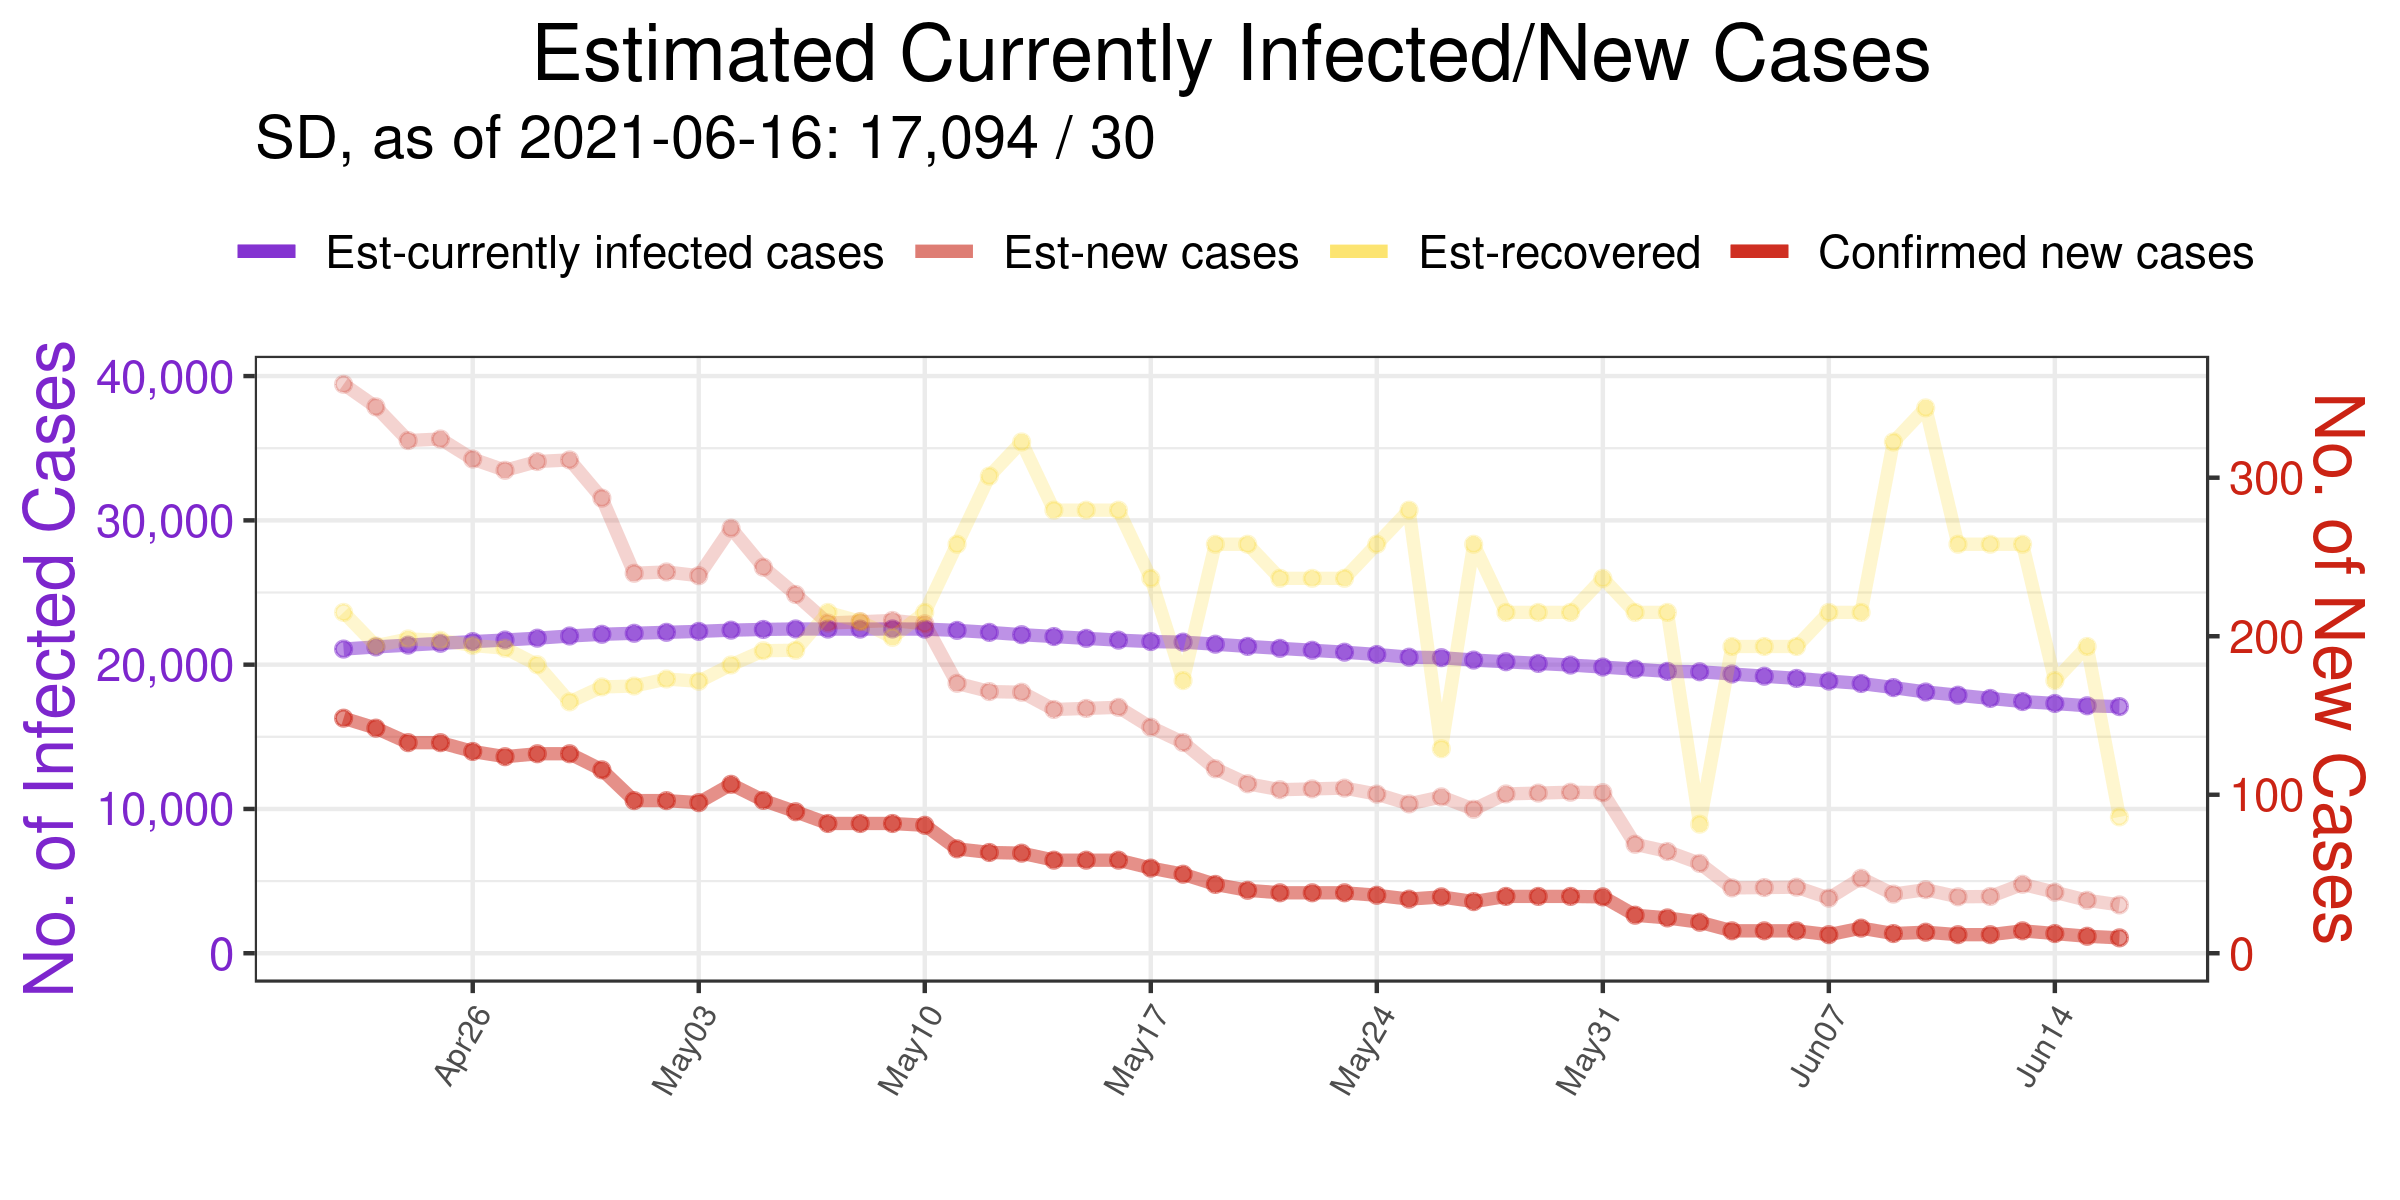 Estimated Currently Infected/New Cases
SD, as of 2021-06-16: 17,094 / 30
Est-currently infected cases Est-new cases Est-recovered Confirmed new cases
No. of Infected Cases
40,000
30,000
20,000
10,000
0
300
200
100
0
No. of New Cases
Apr26 May03 May10 May17 May24 May31 Jun07 Jun14